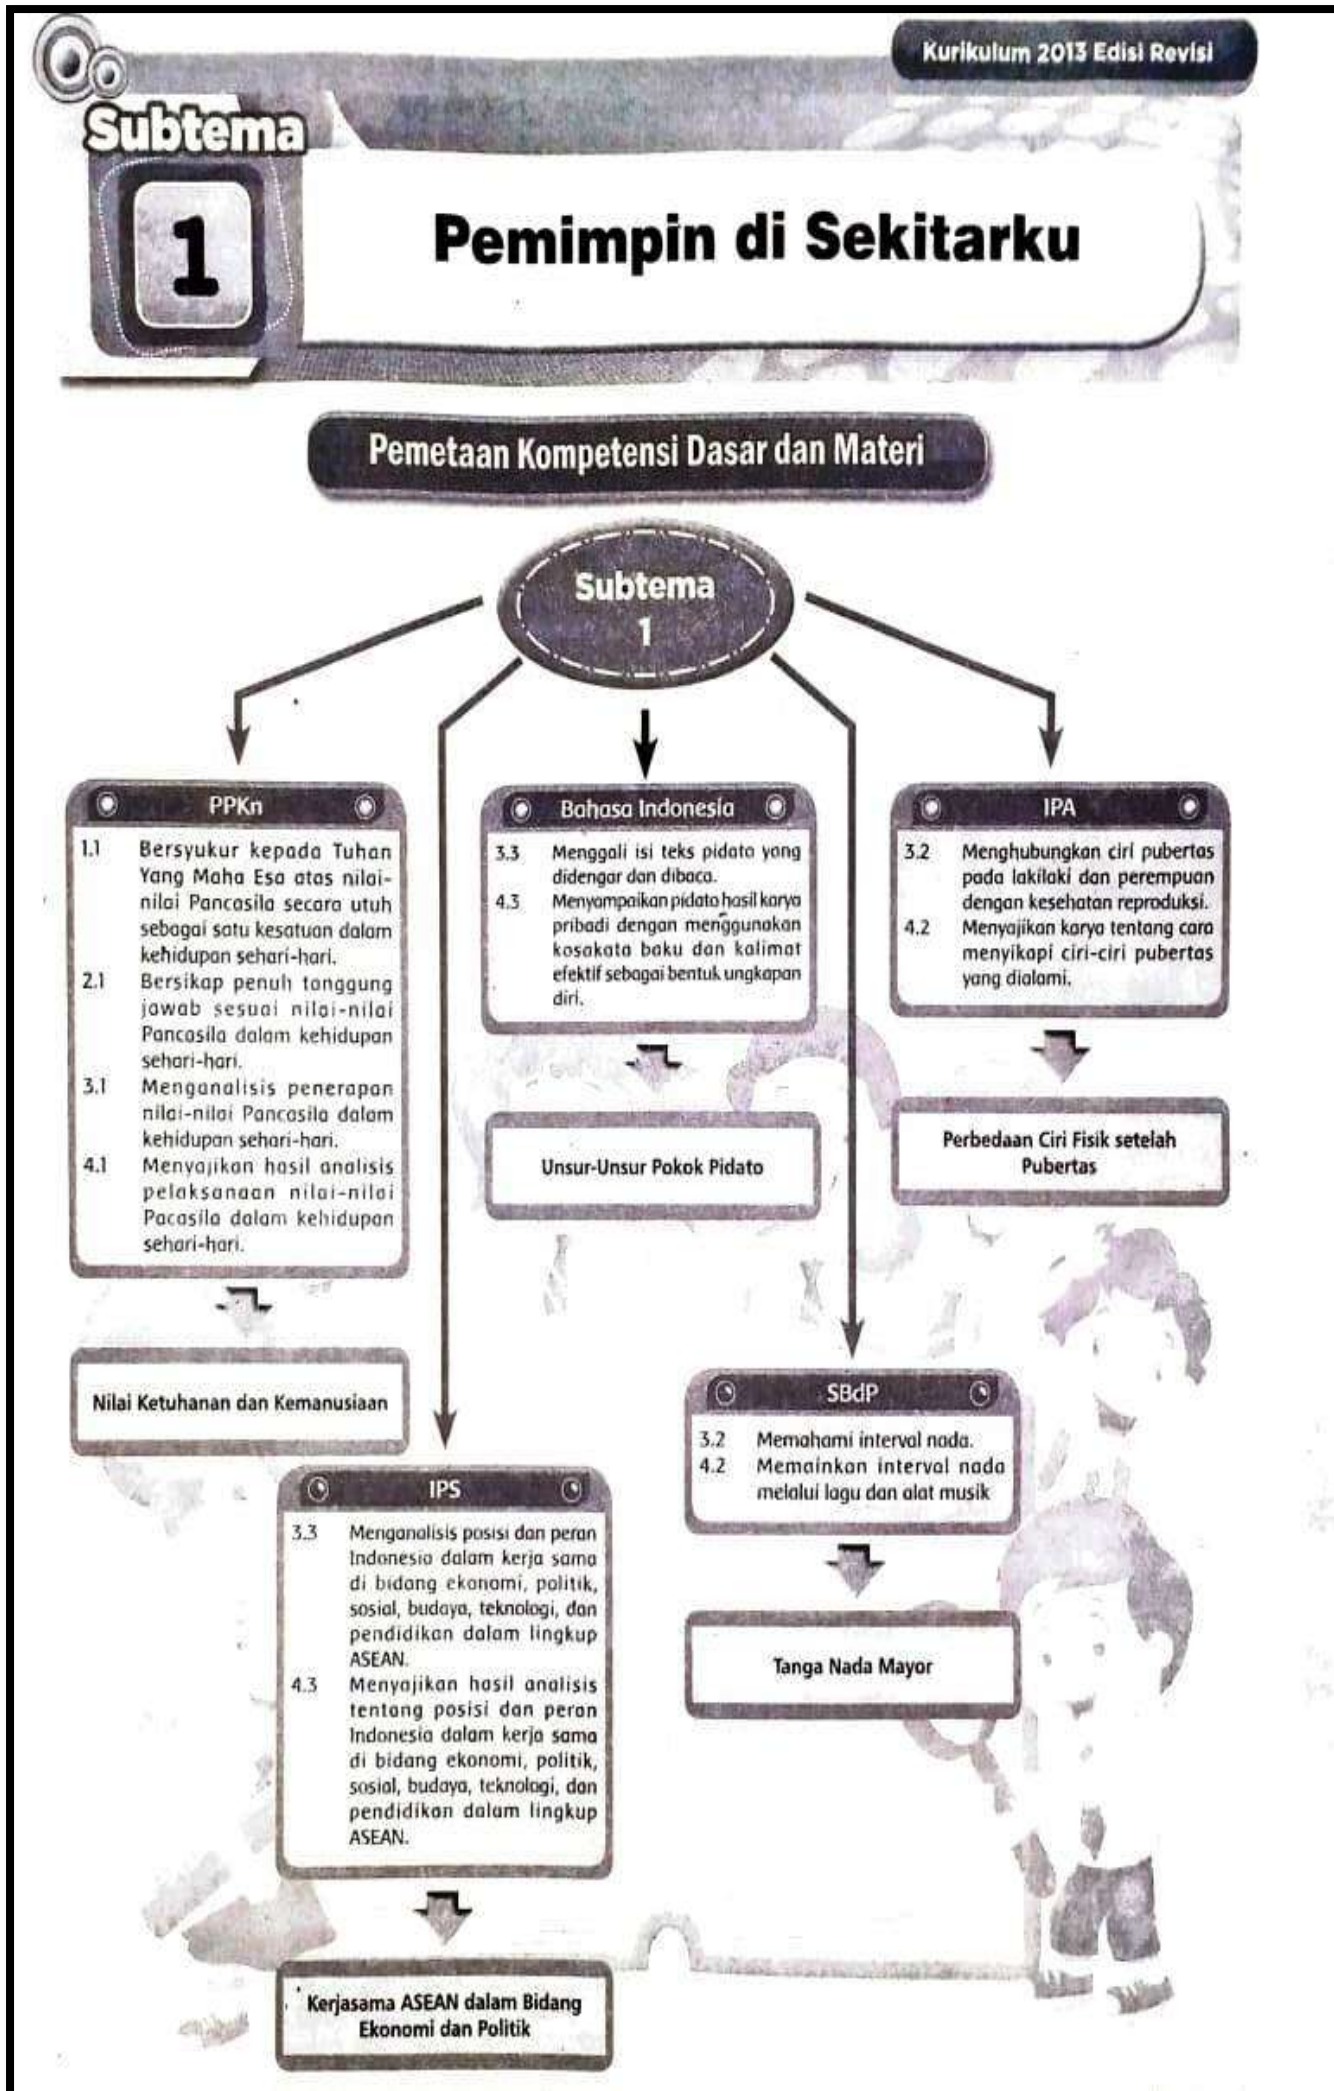 Kurikulum 2013 Edisi Revisi
Subtema
1
Pemimpin di Sekitarku
Pemetaan Kompetensi Dasar dan Materi
Subtema
1
PPKn
1.1 Bersyukur kepada Tuhan
Yang Maha Esa atas nilai-
nilai Pancasila secara utuh
sebagai satu kesatuan dalam
kehidupan sehari-hari.
2.1 Bersikap penuh tanggung
jawab sesuai nilai-nilai
Pancasila dalam kehidupan
sehari-hari.
3.1 Menganalisis penerapan
nilai-nilai Pancasila dalam
kehidupan sehari-hari.
4.1 Menyajikan hasil analisis
pelaksanaan nilai-nilai
Pacasila dalam kehidupan
sehari-hari.
Nilai Ketuhanan dan Kemanusiaan
Bahasa Indonesia
3.3 Menggali isi teks pidato yang
didengar dan dibaca.
4.3 Menyampaikan pidato hasil karya
pribadi dengan menggunakan
kosakata baku dan kalimat
efektif sebagai bentuk ungkapan
diri.
Unsur-Unsur Pokok Pidato
IPA
3.2 Menghubungkan ciri pubertas
pada lakilaki dan perempuan
dengan kesehatan reproduksi.
4.2 Menyajikan karya tentang cara
menyikapi ciri-ciri pubertas
yang dialami.
Perbedaan Ciri Fisik setelah
Pubertas
IPS
3.3 Menganalisis posisi dan peran
Indonesia dalam kerja sama
di bidang ekonomi, politik,
sosial, budaya, teknologi, dan
pendidikan dalam lingkup
ASEAN.
4.3 Menyajikan hasil analisis
tentang posisi dan peran
Indonesia dalam kerja sama
di bidang ekonomi, politik,
sosial, budaya, teknologi, dan
pendidikan dalam lingkup
ASEAN.
Kerjasama ASEAN dalam Bidang
Ekonomi dan Politik
SBdP
3.2 Memahami interval nada.
4.2 Memainkan interval nada
melalui lagu dan alat musik
Tanga Nada Mayor